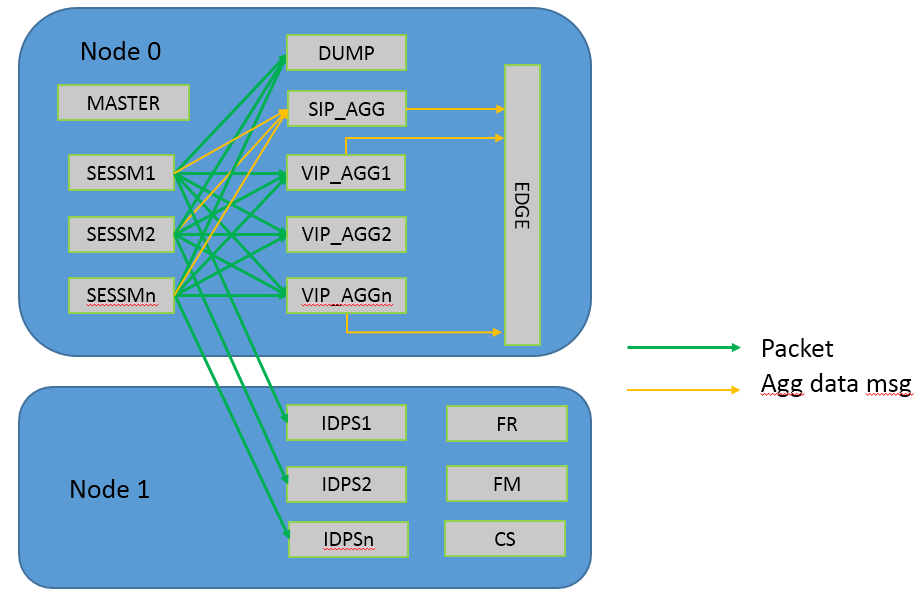 Node 0
DUMP
MASTER
SIP_AGG
SESSM1
VIP_AGG1
SESSM2
VIP_AGG2
SESSMn
VIP_AGGn
EDGE
Packet
Agg data msg
Node 1
IDPS1
FR
IDPS2
FM
IDPSn
CS